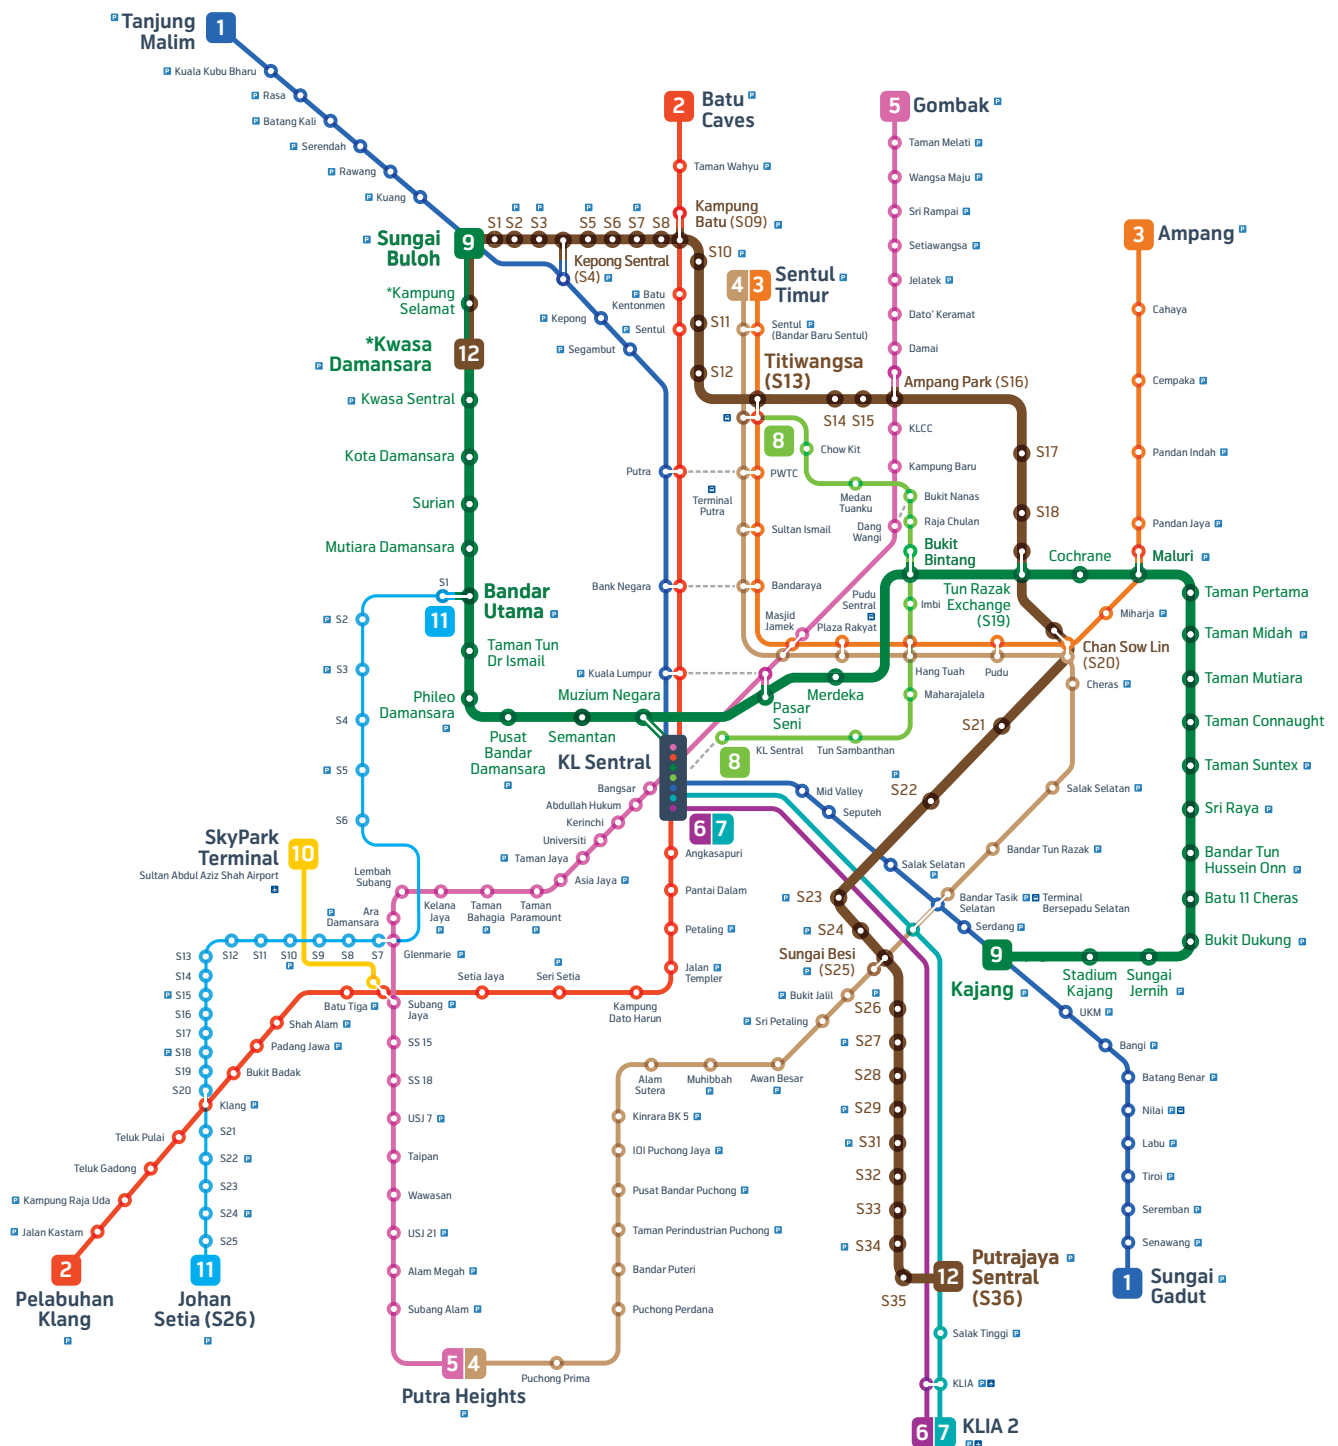 Tanjung
Malim
1
Kuala Kubu Bharu
Rasa
Batang Kali
Serendah
Rawang
Kuang
2
Batu
Caves
Taman Wahyu
Kampung
Batu (S09)
5
Gombak
Taman Melati
Wangsa Maju
Sri Rampai
Setiawangsa
Jelatek
Dato' Keramat
Damai
Ampang Park (S16)
KLCC
Kampung Baru
Dang
Wangi
3
Ampang
Cahaya
Cempaka
Pandan Indah
Pandan Jaya
Maluri
Miharja
Sungai
Buloh
9
S1
S2
S3
S5
S6
S7
S8
Kepong Sentral
(S4)
S10
S11
S12
*Kampung
Selamat
*Kwasa
Damansara
12
Kwasa Sentral
Kota Damansara
Surian
Mutiara Damansara
Bandar
Utama
Taman Tun
Dr Ismail
Phileo
Damansara
Pusat
Bandar
Damansara
Semantan
Muzium Negara
KL Sentral
Pasar
Seni
Merdeka
Batu
Kentonmen
Sentul
Kepong
Segambut
Putra
Terminal
Putra
Bank Negara
Kuala Lumpur
4
3
Sentul
Timur
Sentul
(Bandar Baru Sentul)
Titiwangsa
(S13)
S14
S15
8
Chow Kit
PWTC
Medan
Tuanku
Bukit Nanas
Raja Chulan
Bukit
Bintang
Sultan Ismail
Bandaraya
Masjid
Jamek
Pudu
Sentral
Plaza Rakyat
Imbi
Hang Tuah
Pudu
Maharajalela
KL Sentral
Tun Sambanthan
8
S17
S18
Tun Razak
Exchange
(S19)
Cochrane
Chan Sow Lin
(S20)
Cheras
Taman Pertama
Taman Midah
Taman Mutiara
Taman Connaught
Taman Suntex
Sri Raya
Bandar Tun
Hussein Onn
Batu 11 Cheras
Bukit Dukung
Sungai
Jernih
Stadium
Kajang
9
Kajang
S21
S22
S23
S24
Sungai Besi
(S25)
S26
S27
S28
S29
S31
S32
S33
S34
S35
12
Putrajaya
Sentral
(S36)
Salak Selatan
Bandar Tun Razak
Bandar Tasik
Selatan
Terminal
Bersepadu Selatan
Mid Valley
Seputeh
Salak Selatan
Serdang
UKM
Bangi
Batang Benar
Nilai
Labu
Tiroi
Seremban
Senawang
1
Sungai
Gadut
6
7
Salak Tinggi
KLIA
6
7
KLIA 2
Bukit Jalil
Sri Petaling
Awan Besar
Muhibbah
Alam
Sutera
Kinrara BK 5
IOI Puchong Jaya
Pusat Bandar Puchong
Taman Perindustrian Puchong
Bandar Puteri
Puchong Perdana
Puchong Prima
5
4
Putra Heights
Bangsar
Abdullah Hukum
Kerinchi
Universiti
Taman Jaya
Asia Jaya
Taman
Paramount
Taman
Bahagia
Kelana
Jaya
Lembah
Subang
Ara
Damansara
Glenmarie
Subang
Jaya
SS 15
SS 18
USJ 7
Taipan
Wawasan
USJ 21
Alam Megah
Subang Alam
Angkasapuri
Pantai Dalam
Petaling
Jalan
Templer
Kampung
Dato Harun
Seri Setia
Setia Jaya
Batu Tiga
Shah Alam
Padang Jawa
Bukit Badak
Klang
Teluk Pulai
Teluk Gadong
Kampung Raja Uda
Jalan Kastam
2
Pelabuhan
Klang
SkyPark
Terminal
Sultan Abdul Aziz Shah Airport
10
11
S1
S2
S3
S4
S5
S6
S7
S8
S9
S10
S11
S12
S13
S14
S15
S16
S17
S18
S19
S20
S21
S22
S23
S24
S25
11
Johan
Setia (S26)